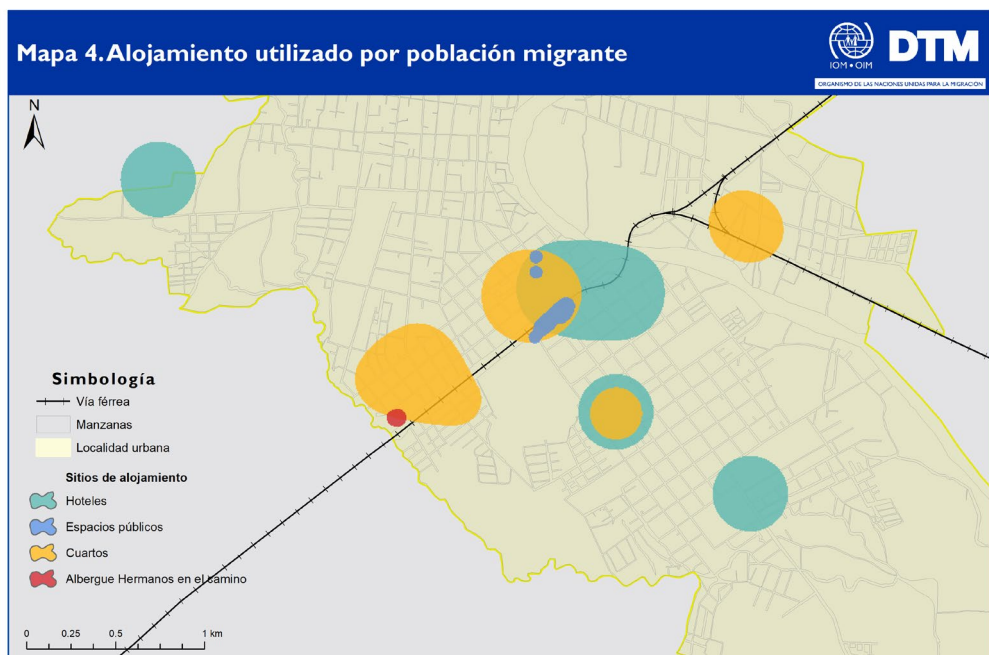 Mapa 4. Alojamiento utilizado por población migrante
IOM • OIM
DTM
ORGANISMO DE LAS NACIONES UNIDAS PARA LA MIGRACIÓN
N
Simbología
Vía férrea
Manzanas
Localidad urbana
Sitios de alojamiento
Hoteles
Espacios públicos
Cuartos
Albergue Hermanos en el camino
0 0.25 0.5 1 km